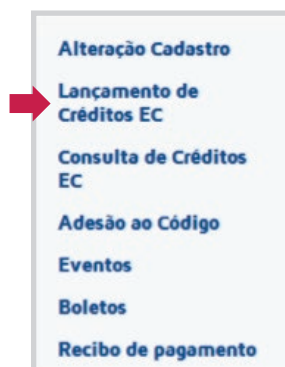 Alteração Cadastro
Lançamento de
Créditos EC
Consulta de Créditos
EC
Adesão ao Código
Eventos
Boletos
Recibo de pagamento